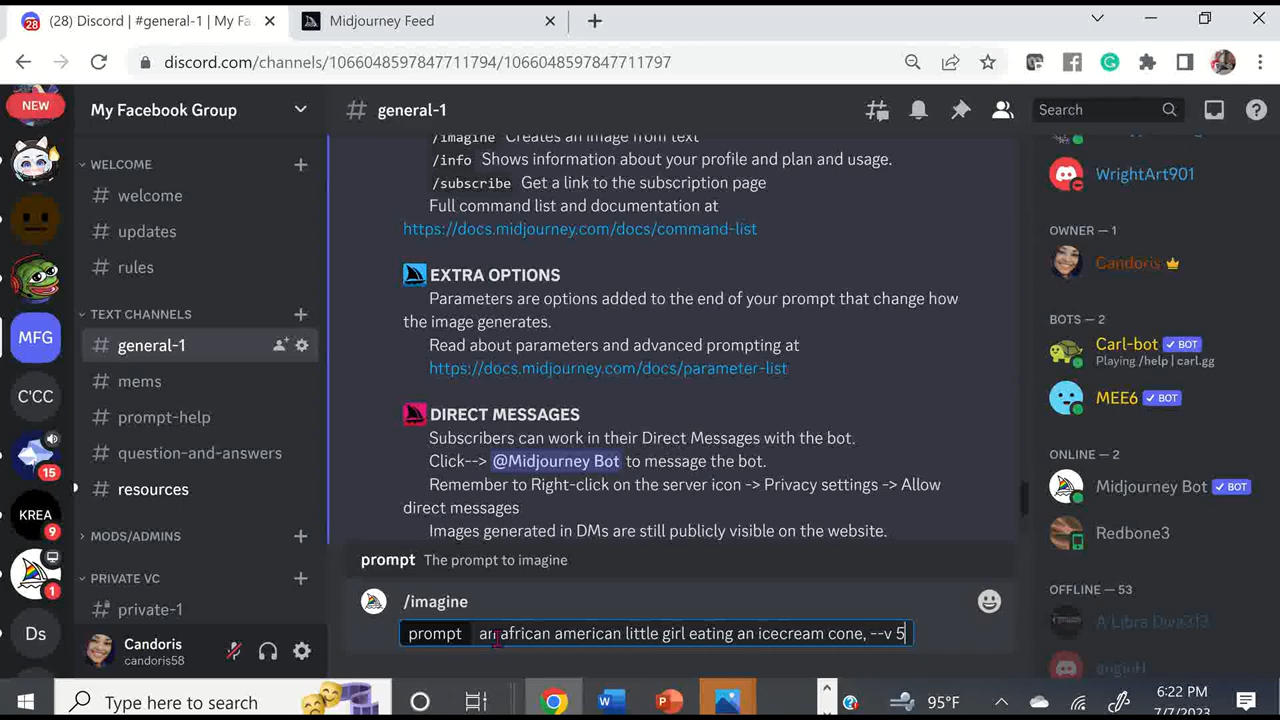 28
(28) Discord | #general-1 | My Fa
Midjourney Feed
discord.com/channels/1066048597847711794/1066048597847711797
NEW
My Facebook Group
general-1
Search
/imagine Creates an image from text
/info Shows information about your profile and plan and usage.
/subscribe Get a link to the subscription page
Full command list and documentation at
https://docs.midjourney.com/docs/command-list
EXTRA OPTIONS
Parameters are options added to the end of your prompt that change how
the image generates.
Read about parameters and advanced prompting at
https://docs.midjourney.com/docs/parameter-list
DIRECT MESSAGES
Subscribers can work in their Direct Messages with the bot.
Click--> @Midjourney Bot to message the bot.
Remember to Right-click on the server icon -> Privacy settings -> Allow
direct messages
Images generated in DMs are still publicly visible on the website.
prompt The prompt to imagine
/imagine
prompt an african american little girl eating an icecream cone, --v 5
WELCOME
welcome
updates
rules
TEXT CHANNELS
general-1
mems
prompt-help
question-and-answers
resources
MODS/ADMINS
PRIVATE VC
private-1
MFG
C'CC
15
KREA
9
1
Ds
Candoris
candoris58
WrightArt901
OWNER — 1
Candoris
BOTS — 2
Carl-bot BOT
Playing /help | carl.gg
MEE6 BOT
ONLINE — 2
Midjourney Bot BOT
Redbone3
OFFLINE — 53
A Libra Diva313
angioH
Type here to search
95°F
6:22 PM
7/7/2023